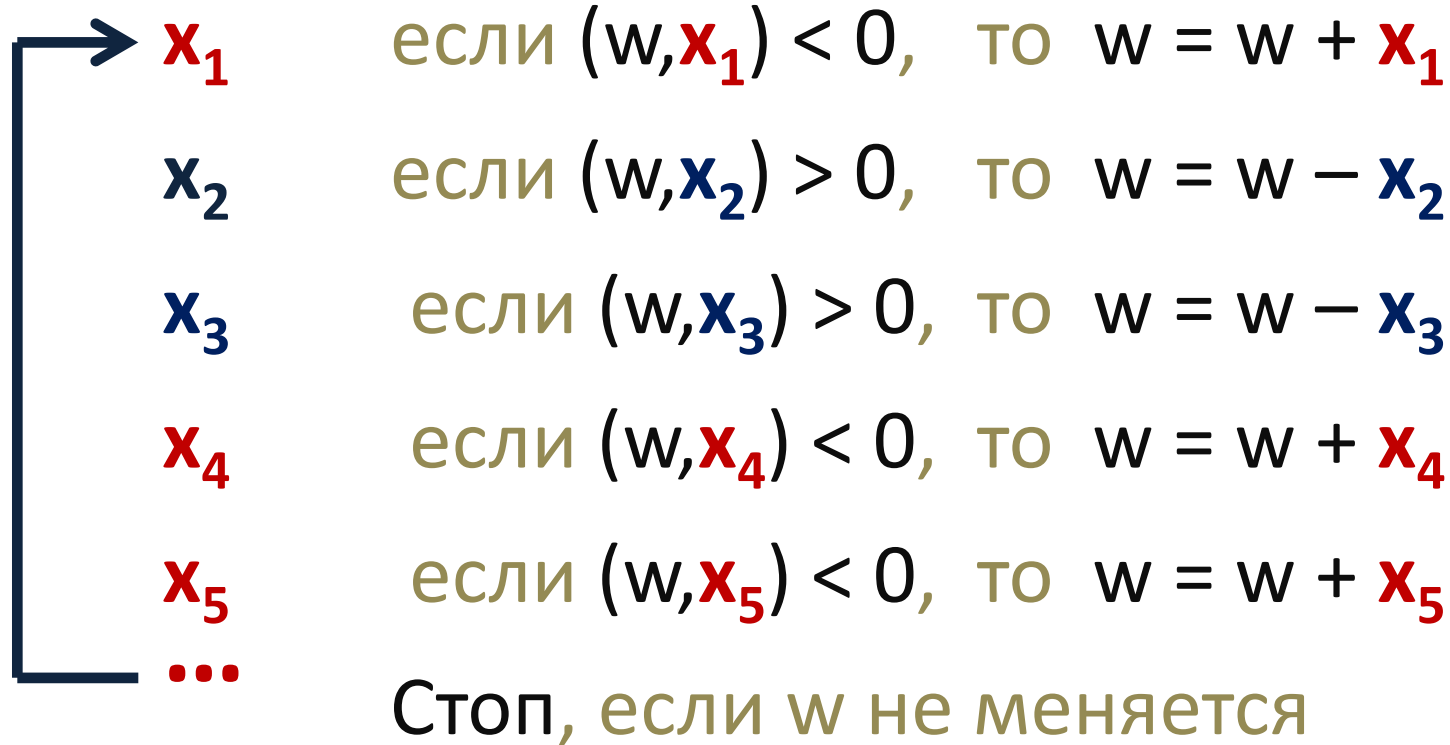 x₁ если (w,x₁) < 0, то w = w + x₁
x₂ если (w,x₂) > 0, то w = w – x₂
x₃ если (w,x₃) > 0, то w = w – x₃
x₄ если (w,x₄) < 0, то w = w + x₄
x₅ если (w,x₅) < 0, то w = w + x₅
...
Стоп, если w не меняется